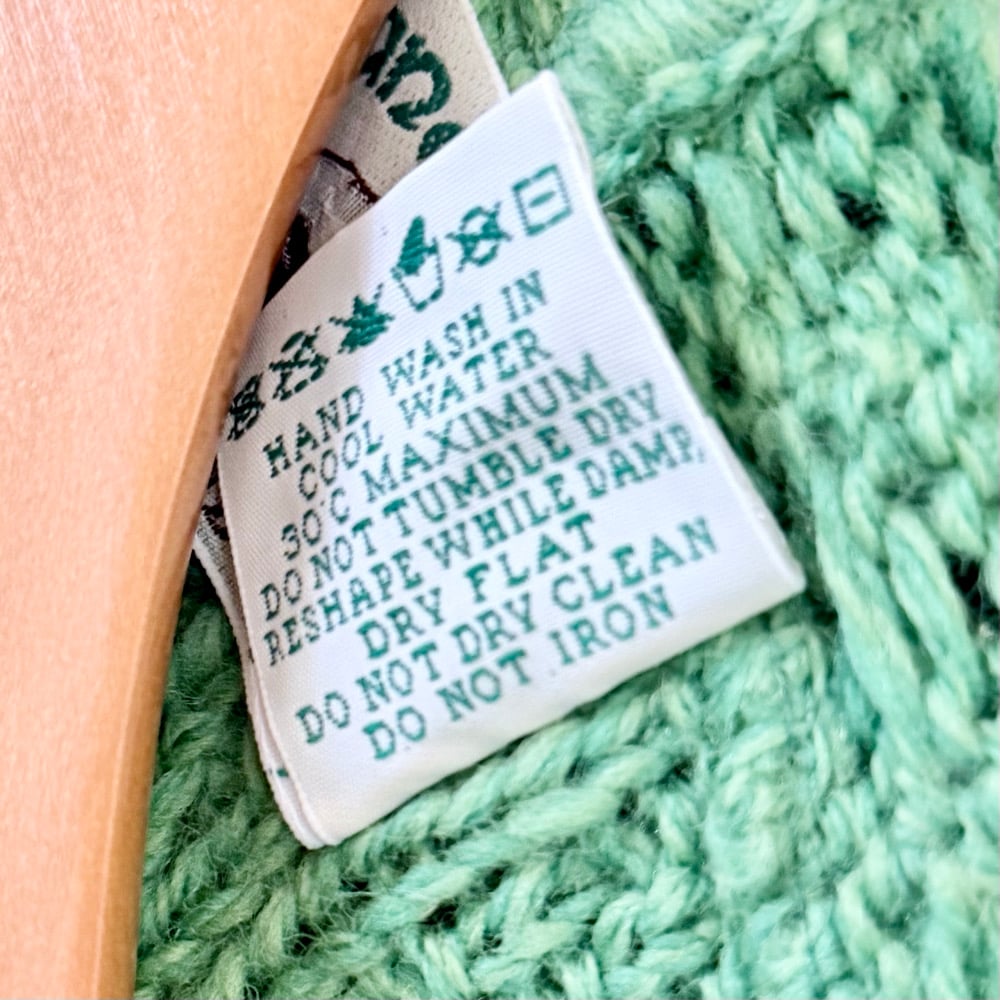 HAND WASH IN
COOL WATER
30°C MAXIMUM
DO NOT TUMBLE DRY
RESHAPE WHILE DAMP,
DRY FLAT
DO NOT DRY CLEAN
DO NOT IRON